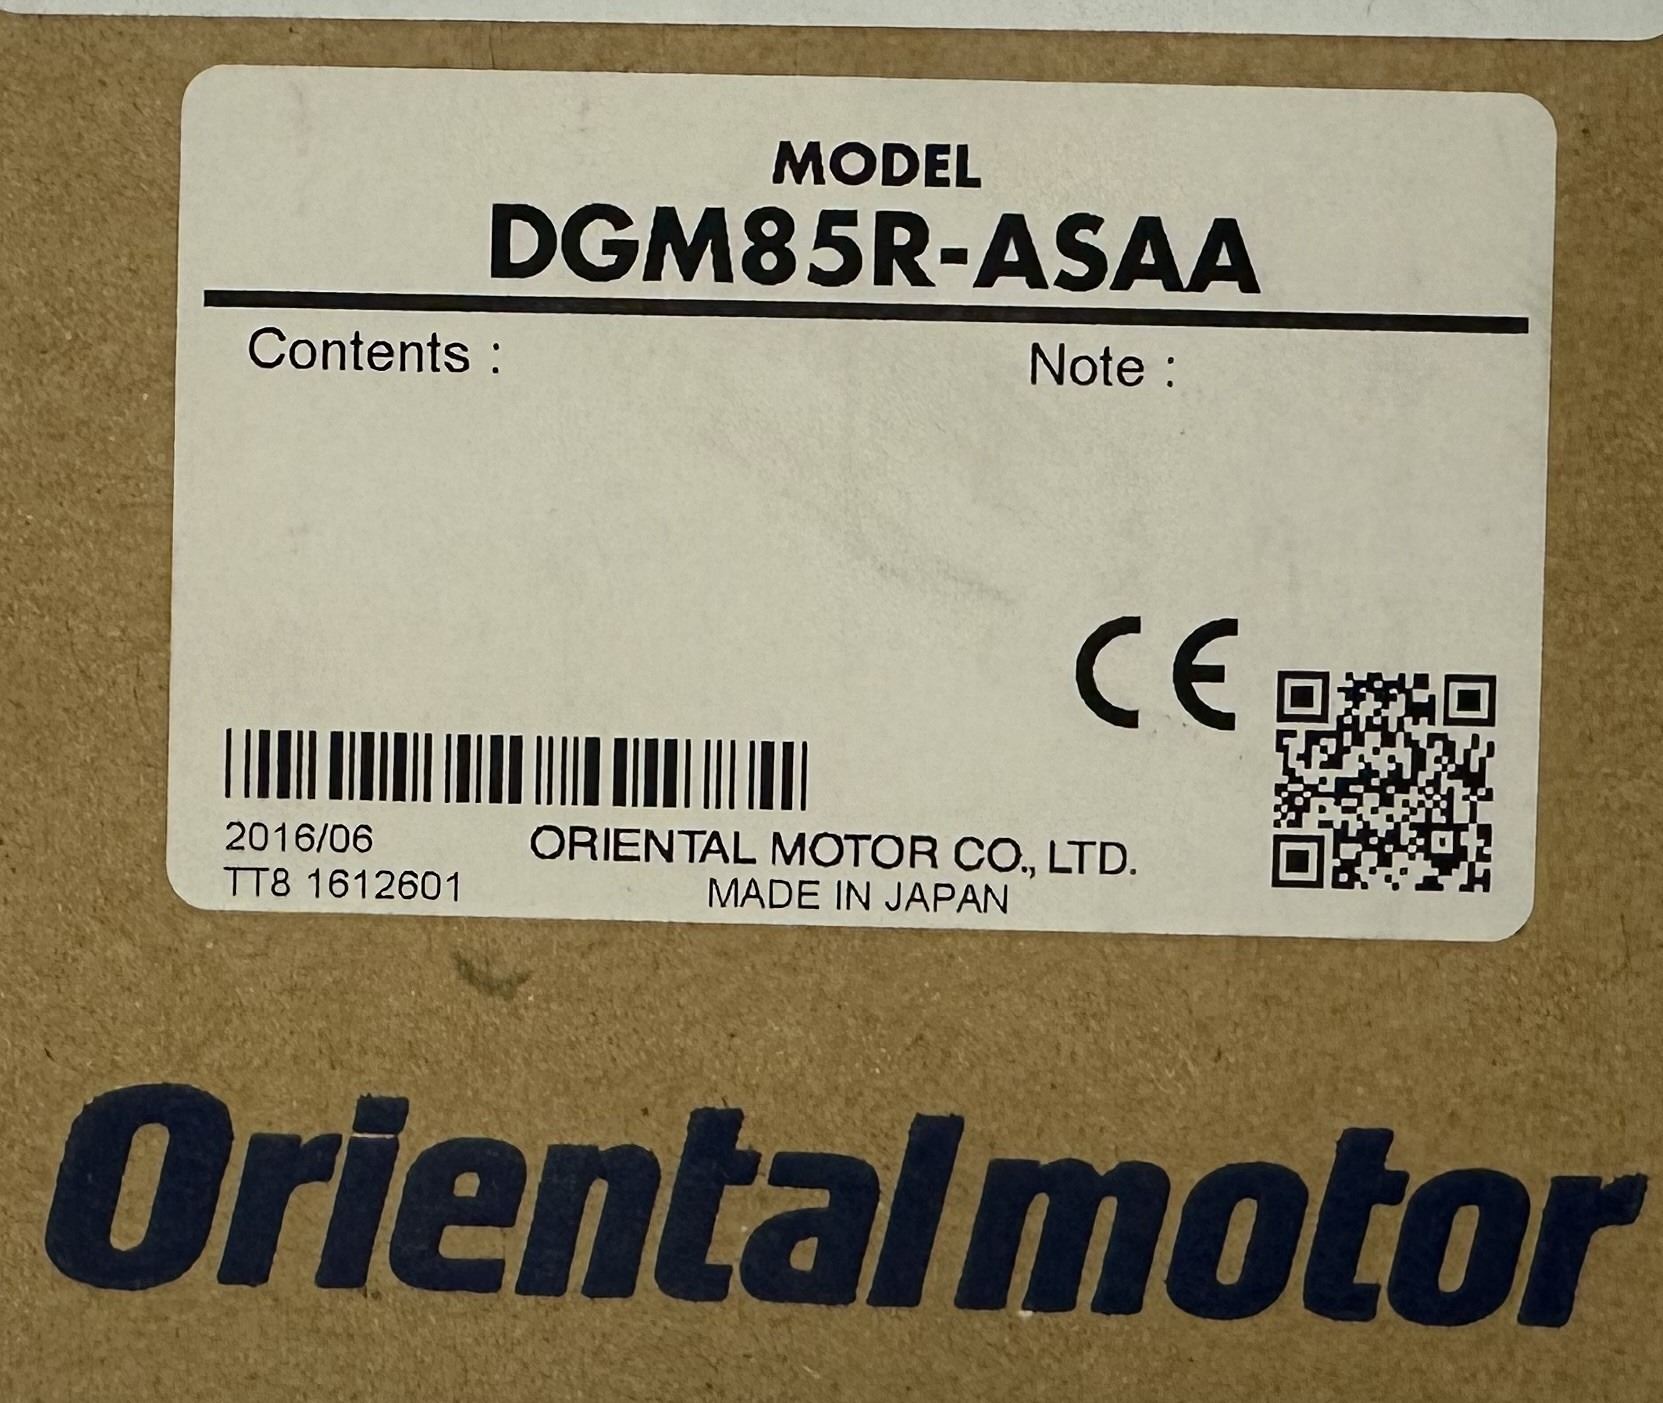 MODEL
DGM85R-ASAA
Contents :
Note :
CE
2016/06
TT8 1612601
ORIENTAL MOTOR CO., LTD.
MADE IN JAPAN
Orientalmotor